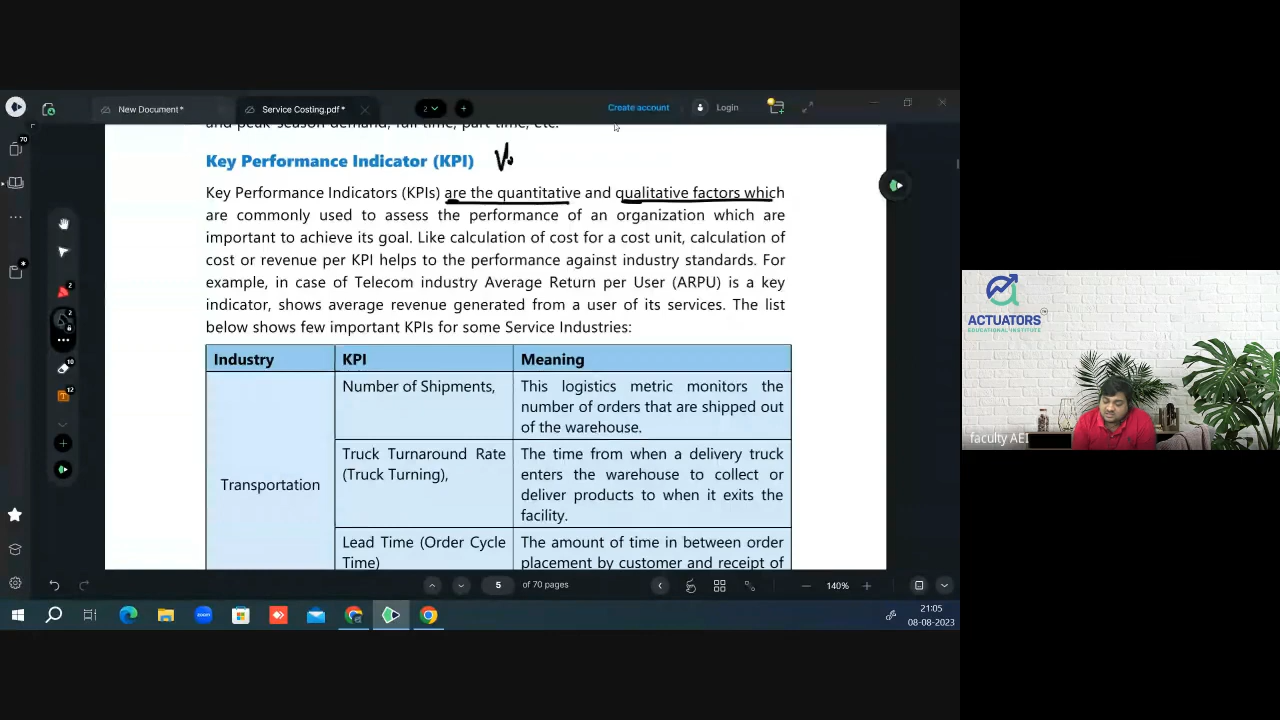 New Document*
Service Costing.pdf*
2
Create account
Login
70
and peak-season demand, full time, part-time, etc.
Key Performance Indicator (KPI)
Key Performance Indicators (KPIs) are the quantitative and qualitative factors which
are commonly used to assess the performance of an organization which are
important to achieve its goal. Like calculation of cost for a cost unit, calculation of
cost or revenue per KPI helps to the performance against industry standards. For
example, in case of Telecom industry Average Return per User (ARPU) is a key
indicator, shows average revenue generated from a user of its services. The list
below shows few important KPIs for some Service Industries:
Industry
KPI
Meaning
Transportation
Number of Shipments,
This logistics metric monitors the
number of orders that are shipped out
of the warehouse.
Truck Turnaround Rate
(Truck Turning),
The time from when a delivery truck
enters the warehouse to collect or
deliver products to when it exits the
facility.
Lead Time (Order Cycle
Time)
The amount of time in between order
placement by customer and receipt of
2
2
10
12
5
of 70 pages
140%
21:05
08-08-2023
ACTUATORS
EDUCATIONAL INSTITUTE
faculty AEI